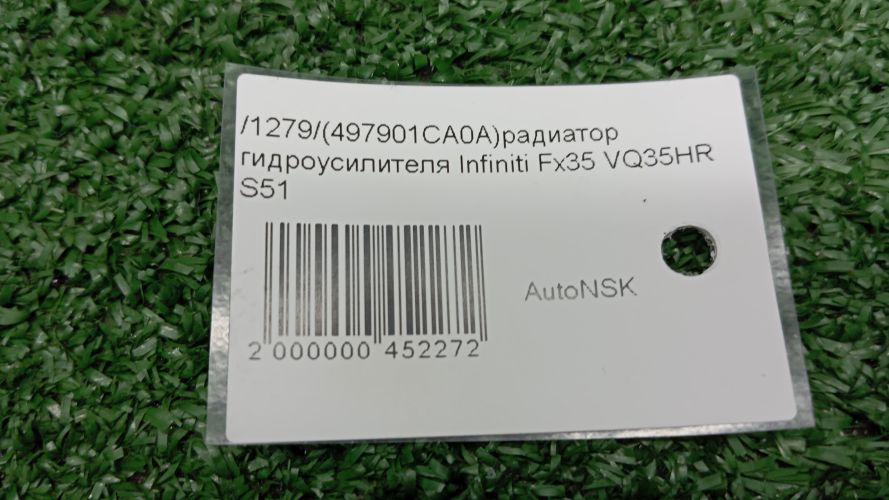 /1279/(497901CA0A)радиатор
гидроусилителя Infiniti Fx35 VQ35HR
S51
AutoNSK
2 000000 452272